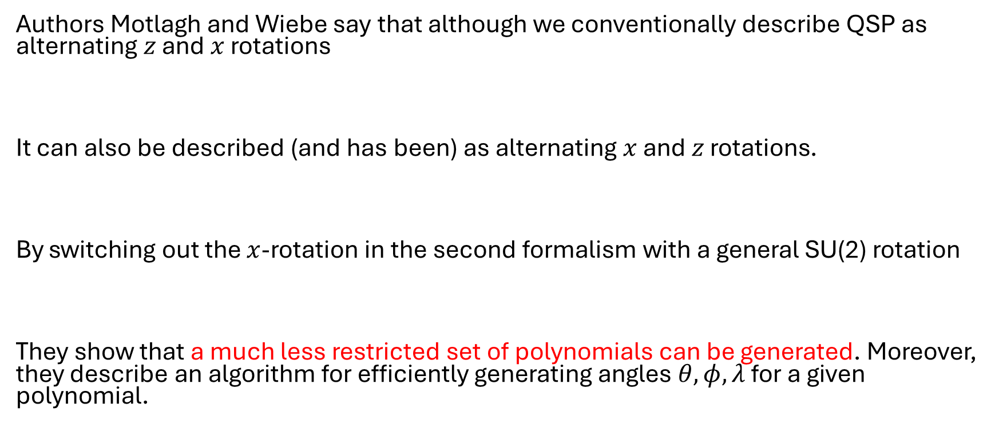 Authors Motlagh and Wiebe say that although we conventionally describe QSP as
alternating z and x rotations
It can also be described (and has been) as alternating x and z rotations.
By switching out the x-rotation in the second formalism with a general SU(2) rotation
They show that a much less restricted set of polynomials can be generated. Moreover,
they describe an algorithm for efficiently generating angles θ, ϕ, λ for a given
polynomial.